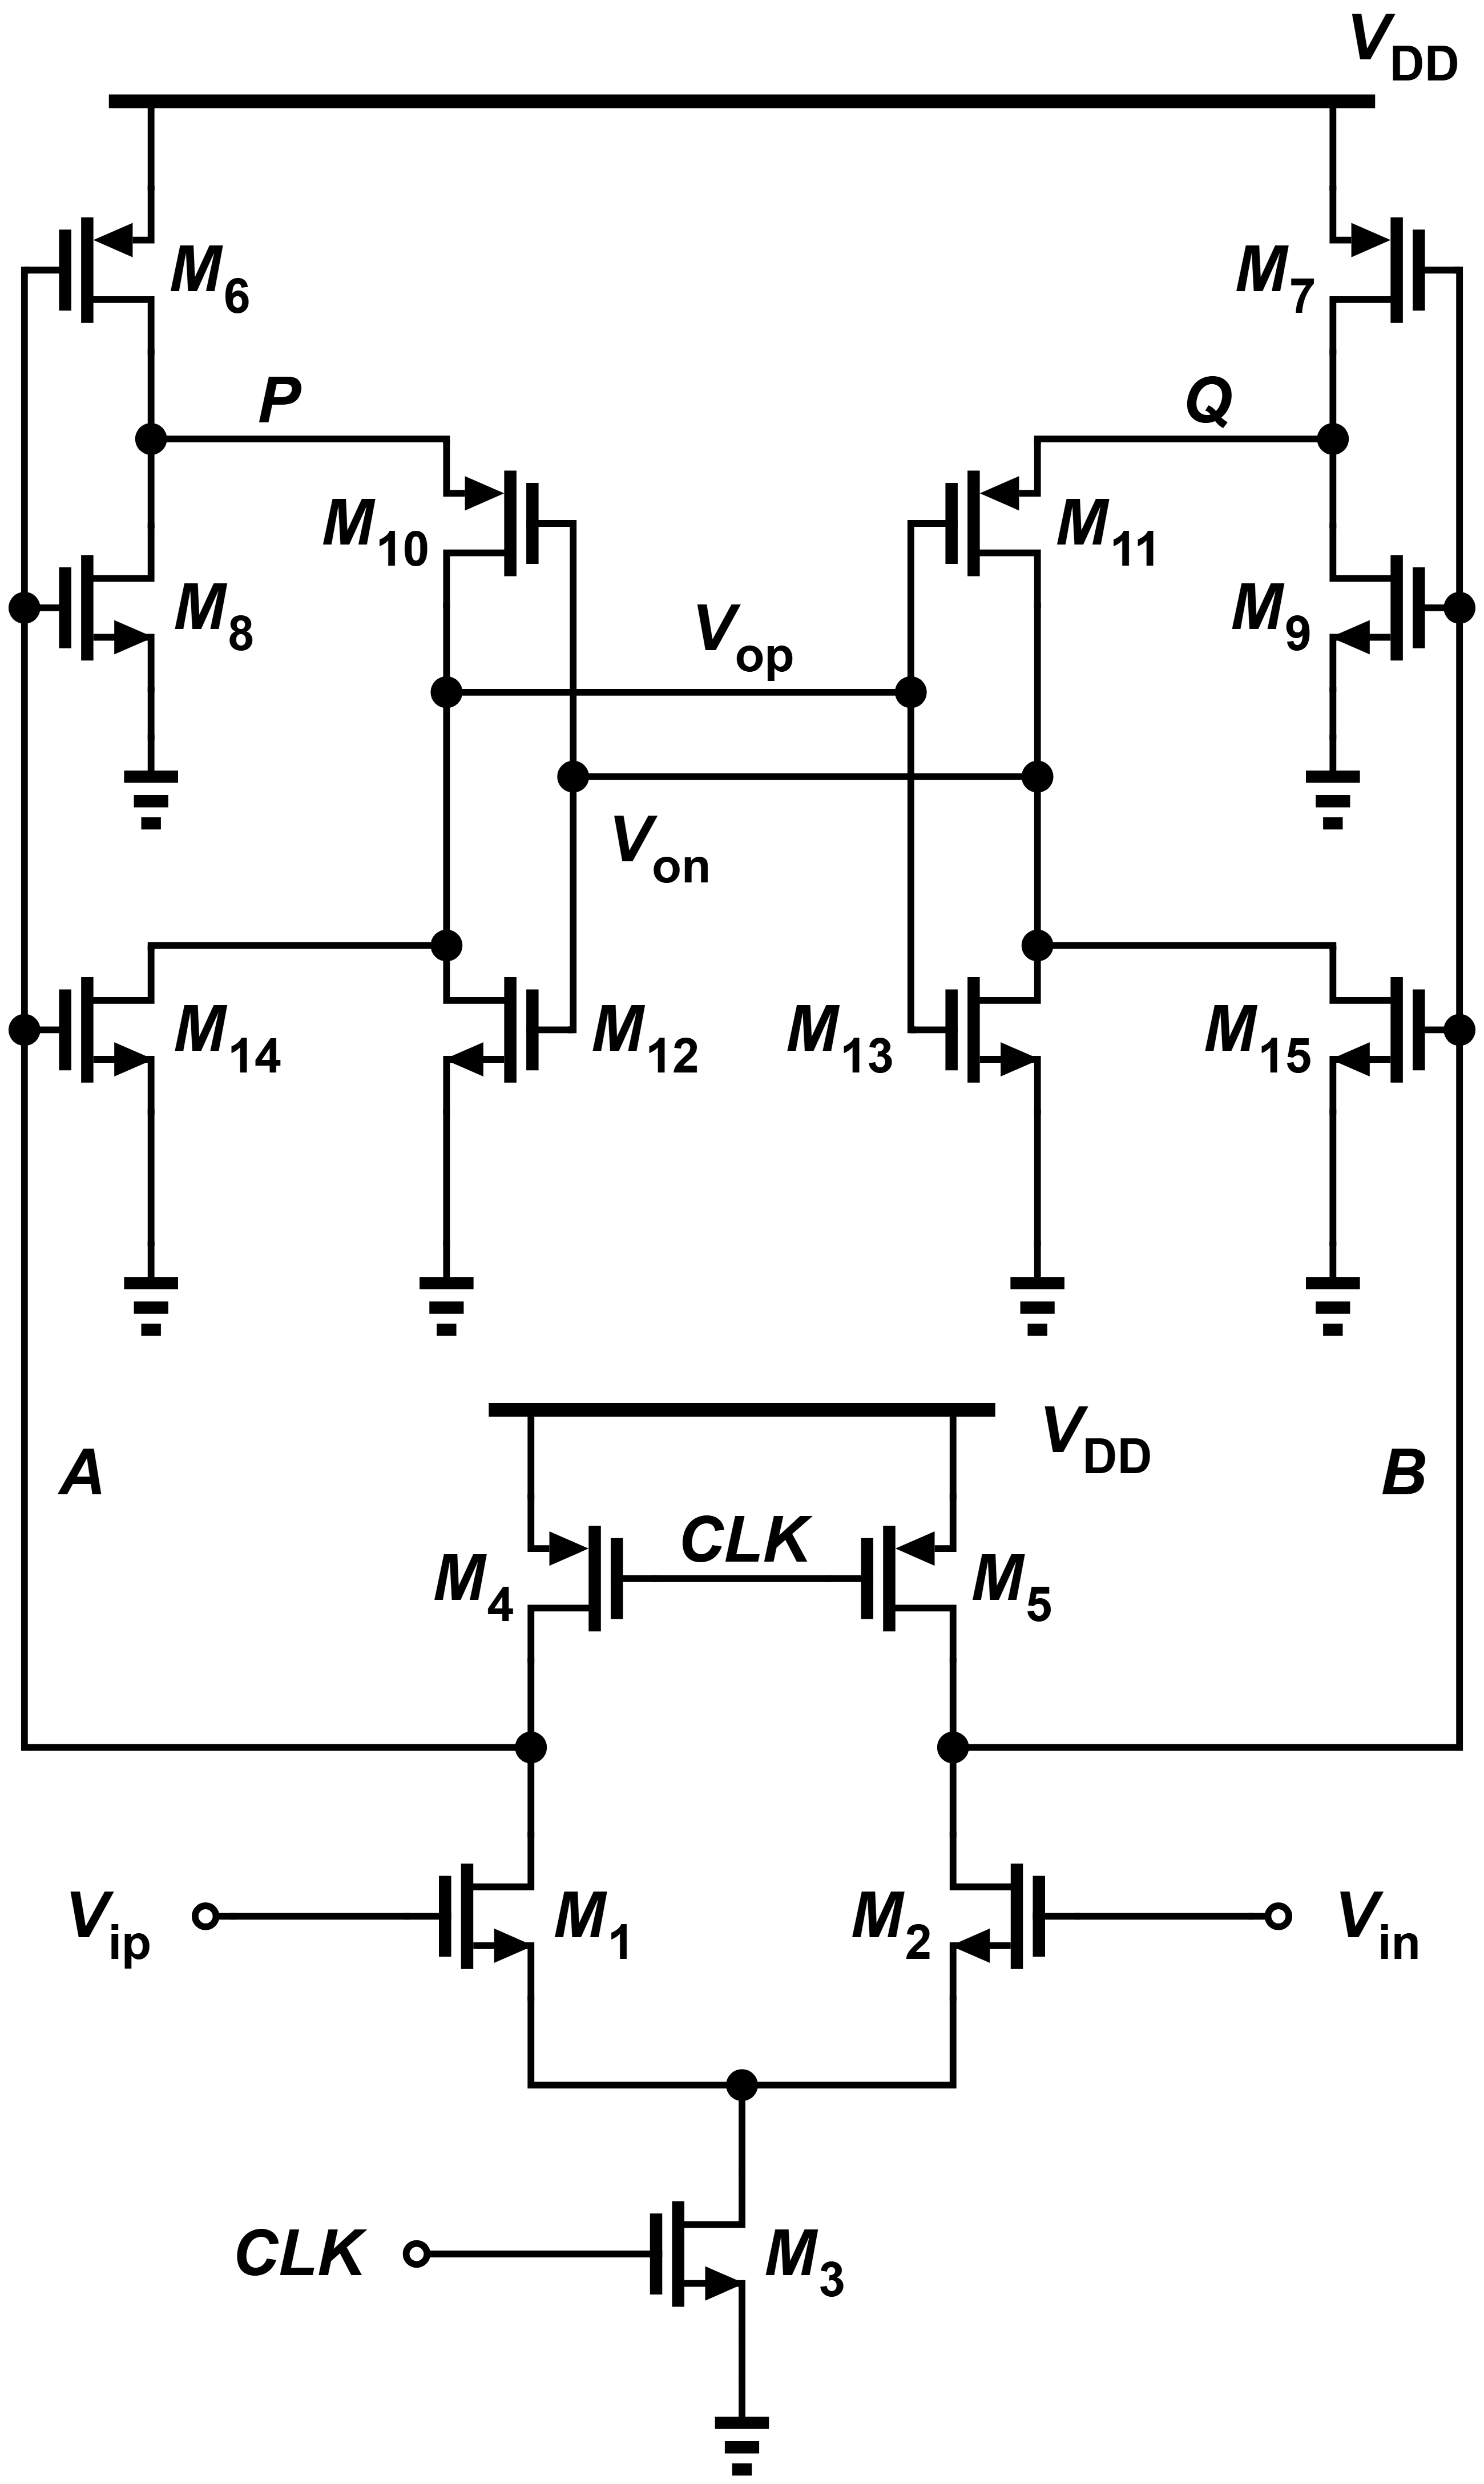 VDD
M6 M7
P Q
M10 M11
M8 Vop M9
Von
M14 M12 M13 M15
VDD
A B
CLK
M4 M5
Vip M1 M2 Vin
CLK M3